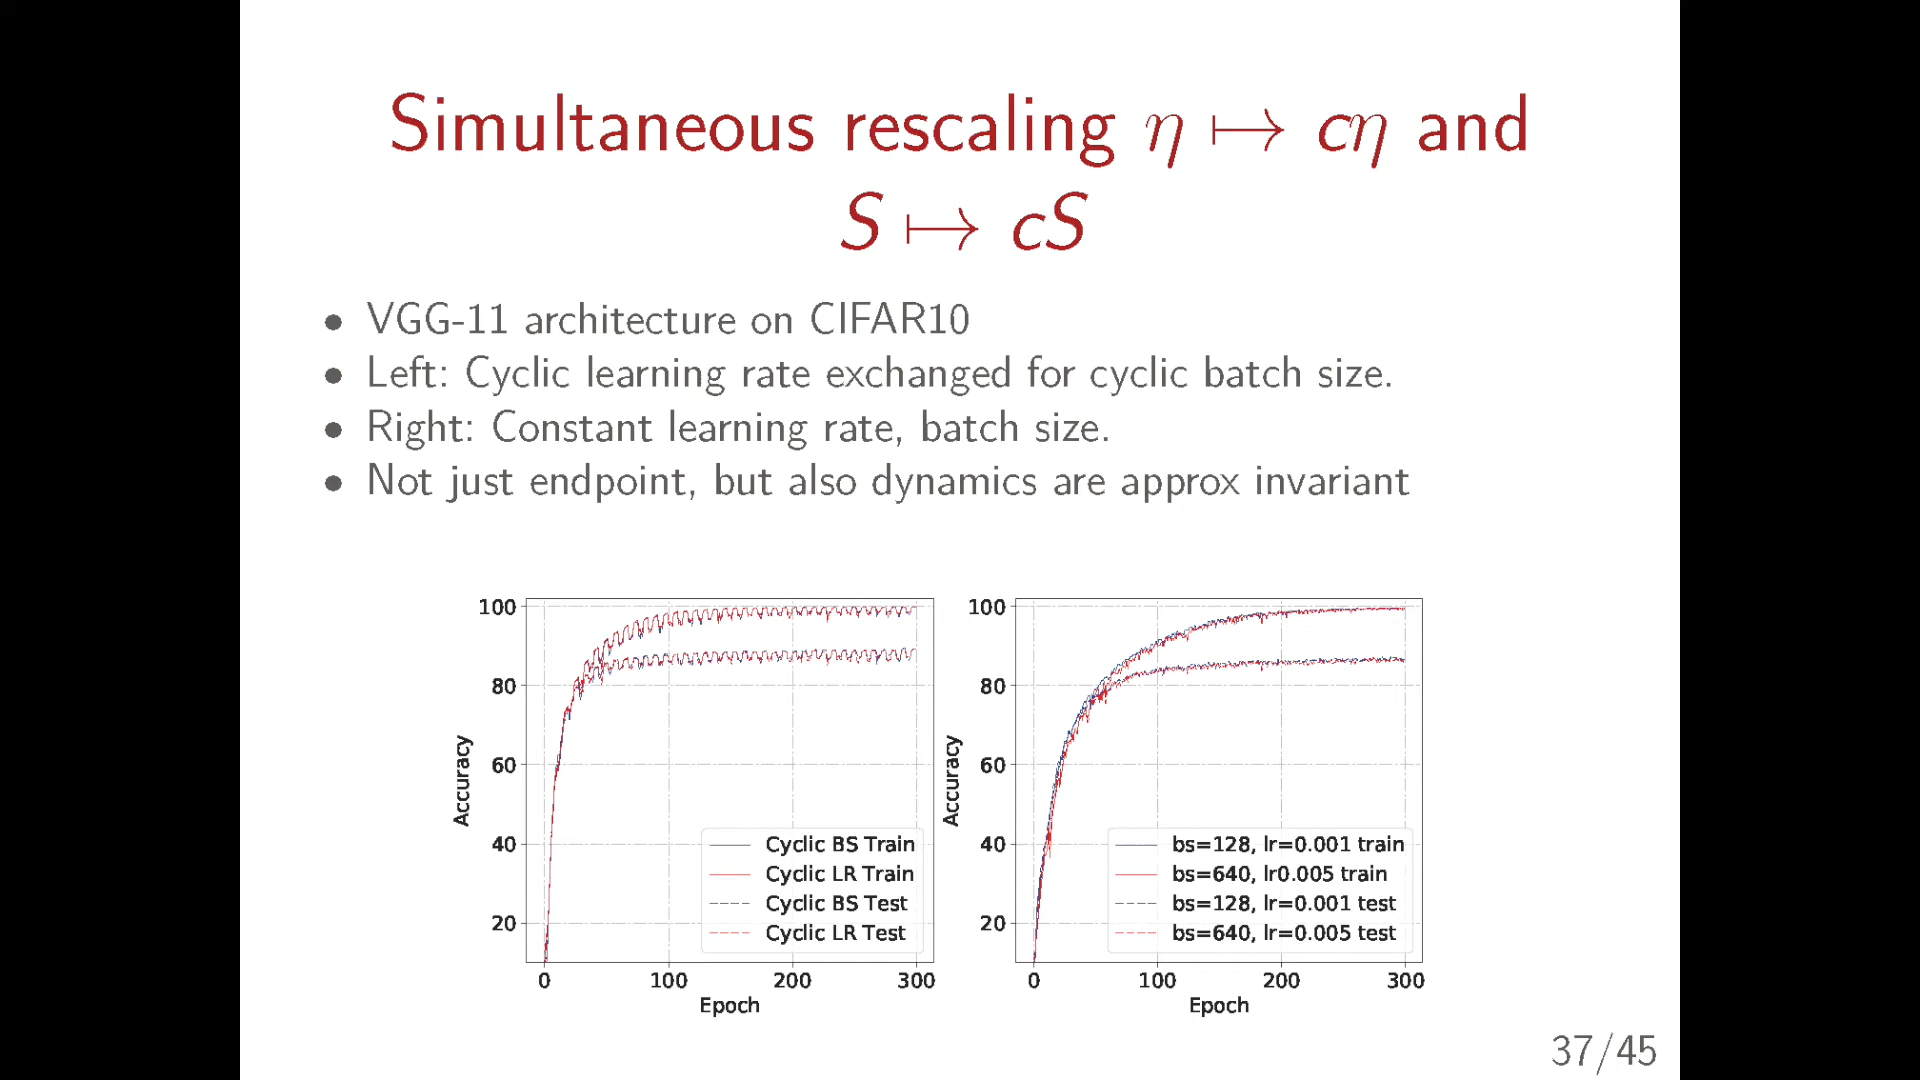 Simultaneous rescaling η ↦ cη and
S ↦ cS
• VGG-11 architecture on CIFAR10
• Left: Cyclic learning rate exchanged for cyclic batch size.
• Right: Constant learning rate, batch size.
• Not just endpoint, but also dynamics are approx invariant
100
80
60
40
20
Accuracy
Cyclic BS Train
Cyclic LR Train
Cyclic BS Test
Cyclic LR Test
0 100 200 300
Epoch
100
80
60
40
20
Accuracy
bs=128, lr=0.001 train
bs=640, lr0.005 train
bs=128, lr=0.001 test
bs=640, lr=0.005 test
0 100 200 300
Epoch
37/45